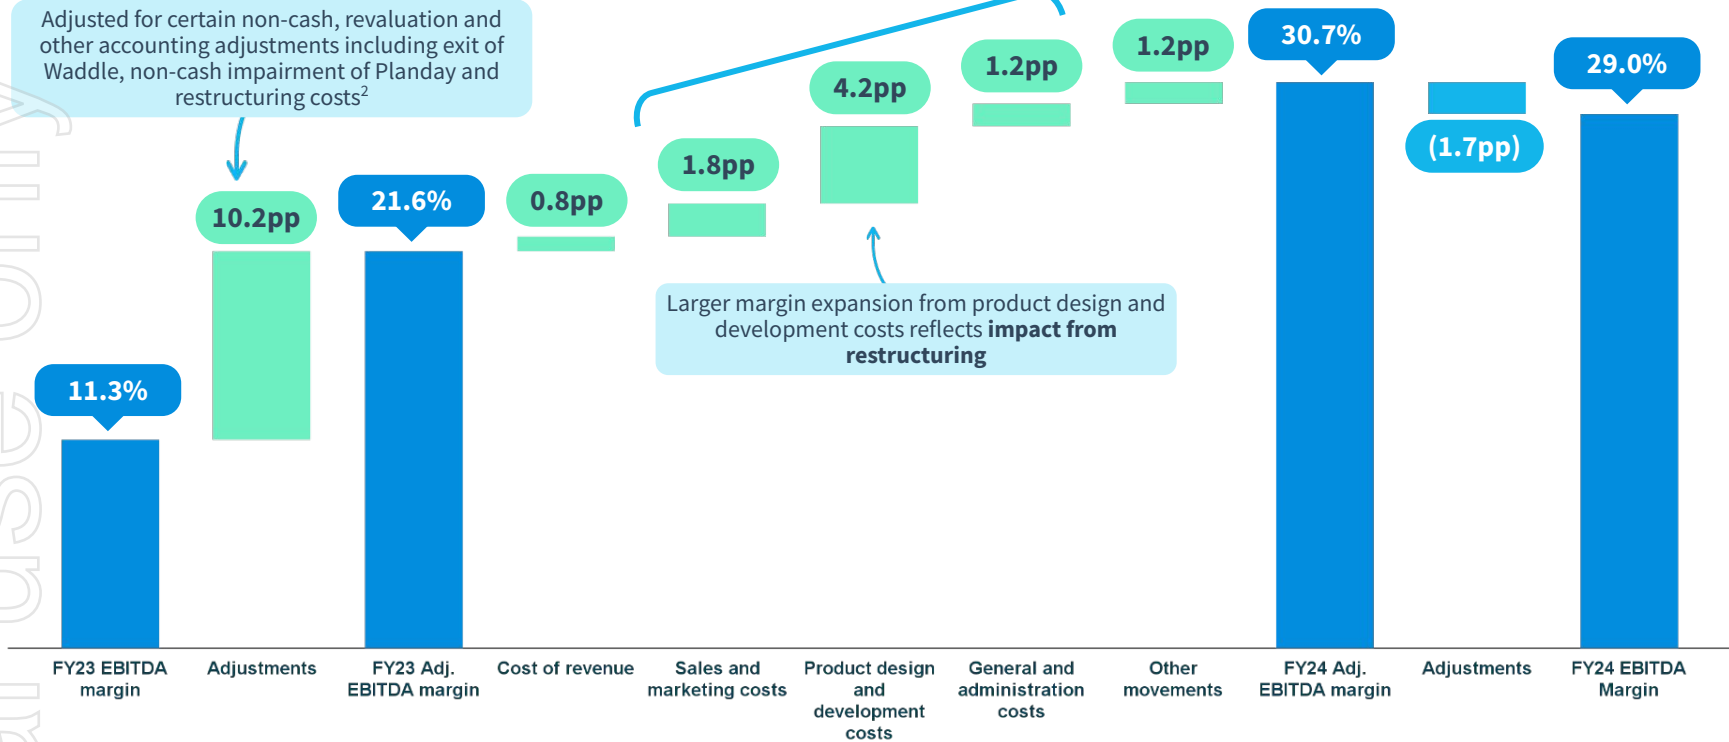 Adjusted for certain non-cash, revaluation and
other accounting adjustments including exit of
Waddle, non-cash impairment of Planday and
restructuring costs2
11.3%
10.2pp
21.6%
0.8pp
1.8pp
4.2pp
1.2pp
1.2pp
30.7%
(1.7pp)
29.0%
Larger margin expansion from product design and
development costs reflects impact from
restructuring
FY23 EBITDA
margin
Adjustments
FY23 Adj.
EBITDA margin
Cost of revenue
Sales and
marketing costs
Product design
and
development
costs
General and
administration
costs
Other
movements
FY24 Adj.
EBITDA margin
Adjustments
FY24 EBITDA
Margin